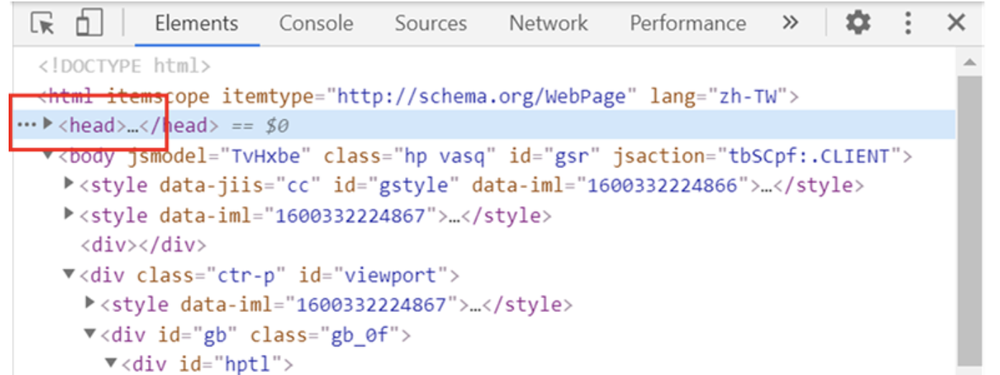 Elements Console Sources Network Performance »
<!DOCTYPE html>
<html itemscope itemtype="http://schema.org/WebPage" lang="zh-TW">
… ▶<head>…</head> == $0
▼<body jsmodel="TvHxbe" class="hp vasq" id="gsr" jsaction="tbSCpf:.CLIENT">
▶<style data-jiis="cc" id="gstyle" data-iml="1600332224866">…</style>
▶<style data-iml="1600332224867">…</style>
<div></div>
▼<div class="ctr-p" id="viewport">
▶<style data-iml="1600332224867">…</style>
▼<div id="gb" class="gb_0f">
▼<div id="hptl">